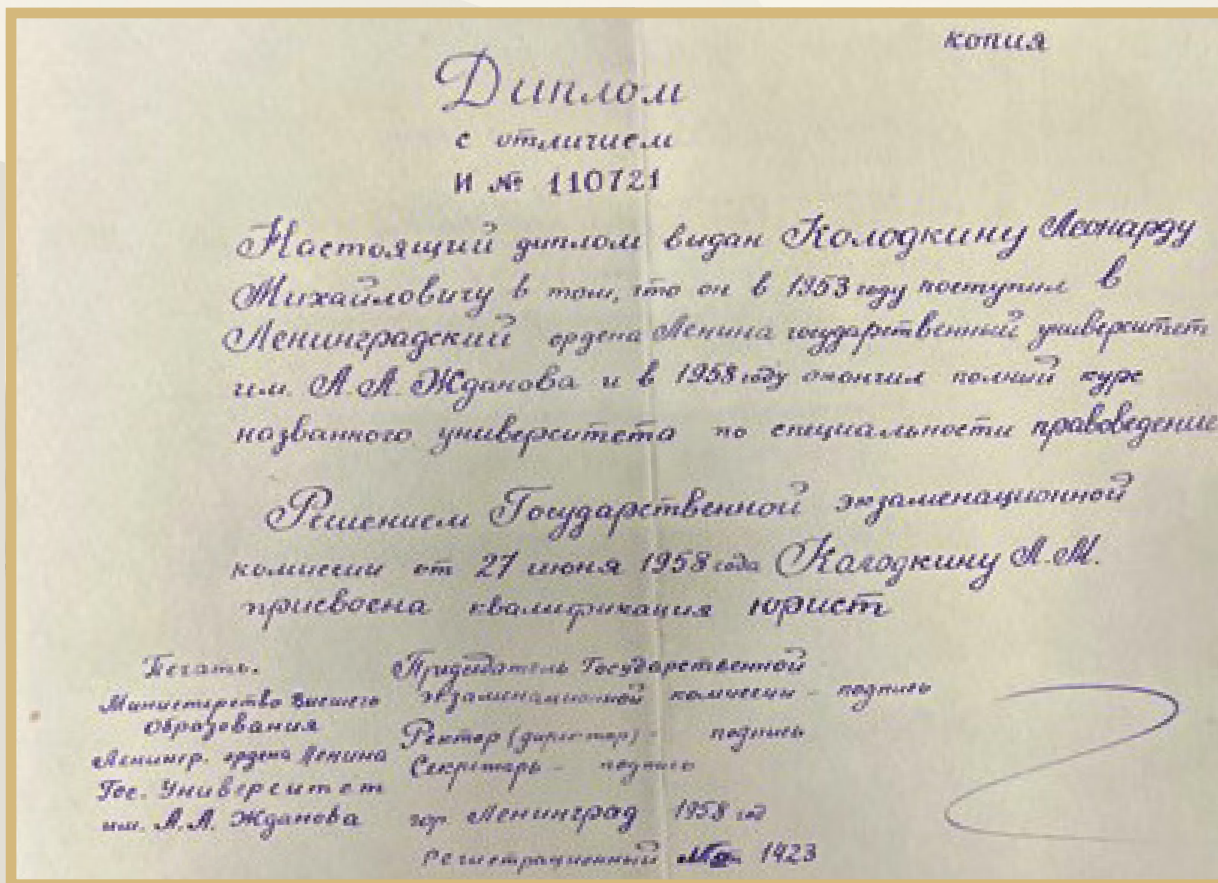 копия
Диплом
с отличием
И № 110721
Настоящий диплом выдан Колодкину Леонарду
Михайловичу в том, что он в 1953 году поступил в
Ленинградский ордена Ленина государственный университет
им. А.А. Жданова и в 1958 году окончил полный курс
названного университета по специальности правоведение
Решением Государственной экзаменационной
комиссии от 27 июня 1958 года Колодкину Л.М.
присвоена квалификация юрист
Печать.
Министерство Высшего
Образования
Ленингр. ордена Ленина
Гос. Университет
им. А.А. Жданова
Председатель Государственной
экзаминационной комиссии - подпись
Ректор (директор) - подпись
Секретарь - подпись
гор. Ленинград 1958 год
Регистрационный № 1423